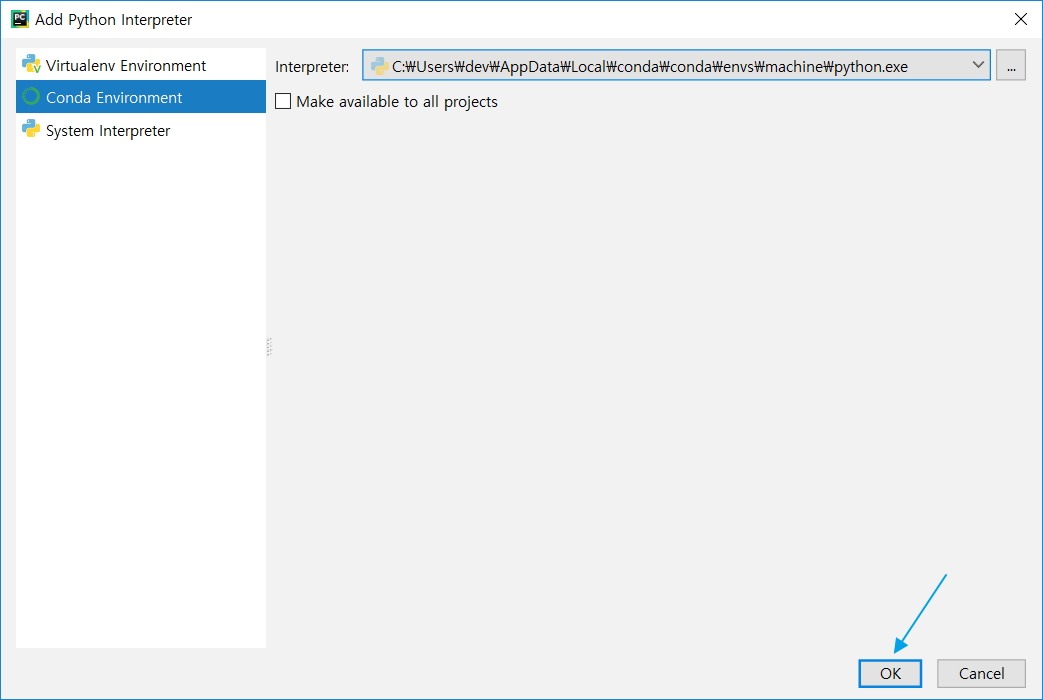 PC Add Python Interpreter
Virtualenv Environment
Conda Environment
System Interpreter
Interpreter: C:₩Users₩dev₩AppData₩Local₩conda₩conda₩envs₩machine₩python.exe ...
Make available to all projects
OK Cancel